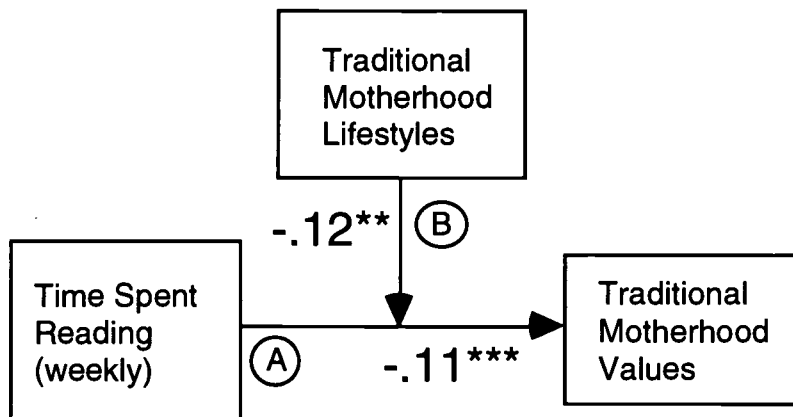 Traditional
Motherhood
Lifestyles
-.12**
B
Time Spent
Reading
(weekly)
A
-.11***
Traditional
Motherhood
Values